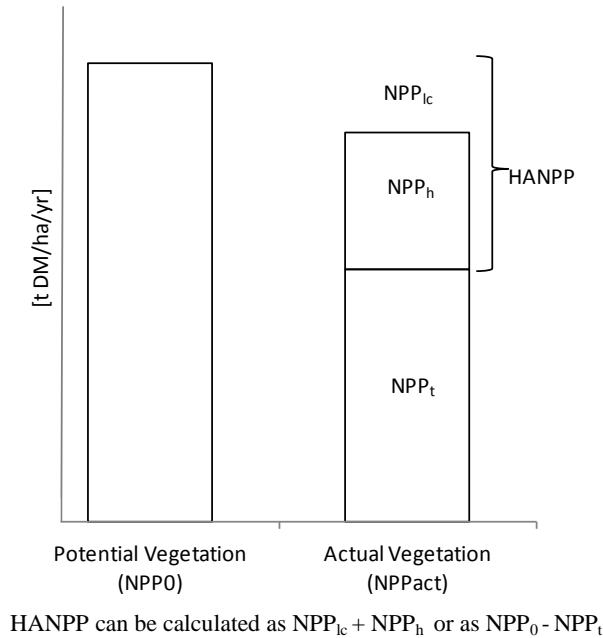 [t DM/ha/yr]
NPP_lc
NPP_h
HANPP
NPP_t
Potential Vegetation
(NPP0)
Actual Vegetation
(NPPact)
HANPP can be calculated as NPP_lc + NPP_h or as NPP_0 - NPP_t